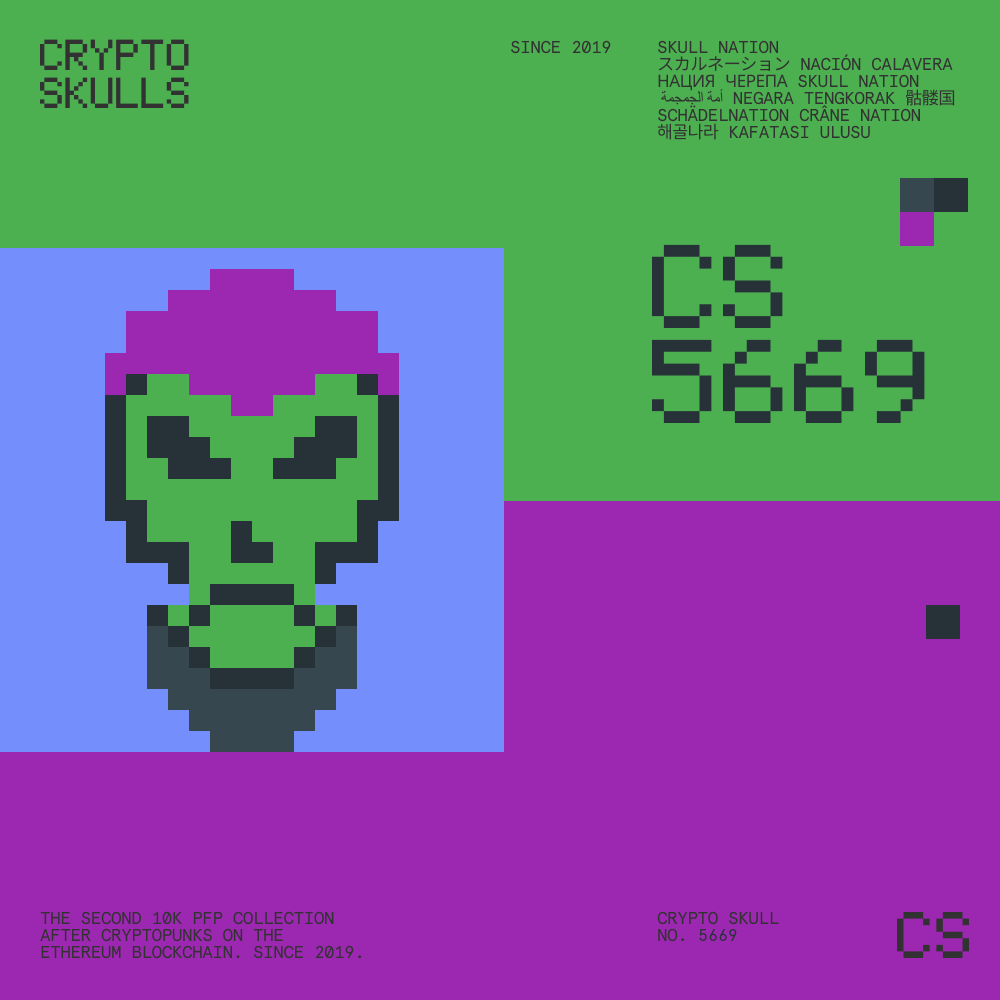 CRYPTO
SKULLS
SINCE 2019
SKULL NATION
スカルネーション NACIÓN CALAVERA
НАЦИЯ ЧЕРЕПА SKULL NATION
أمة الجمجمة NEGARA TENGKORAK 骷髅国
SCHÄDELNATION CRÂNE NATION
해골나라 KAFATASI ULUSU
CS
5669
THE SECOND 10K PFP COLLECTION
AFTER CRYPTOPUNKS ON THE
ETHEREUM BLOCKCHAIN. SINCE 2019.
CRYPTO SKULL
NO. 5669
CS